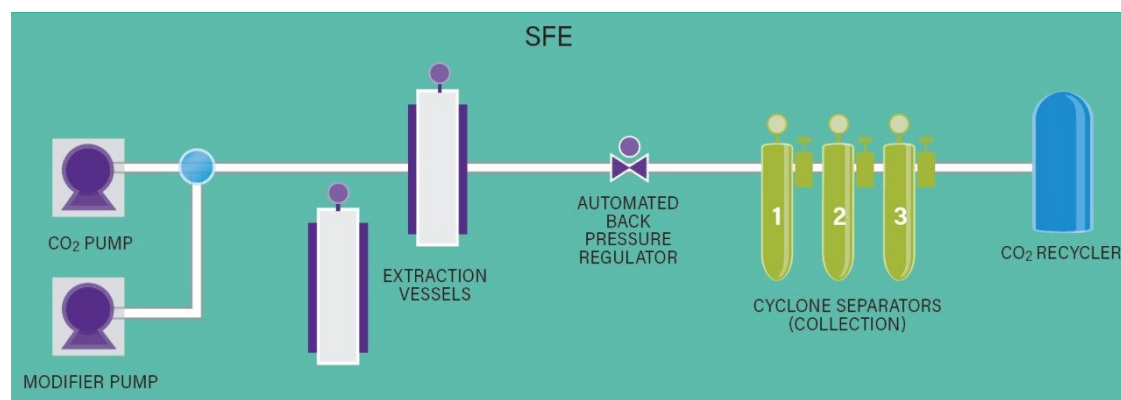 SFE
CO₂ PUMP
MODIFIER PUMP
EXTRACTION
VESSELS
AUTOMATED
BACK
PRESSURE
REGULATOR
1 2 3
CYCLONE SEPARATORS
(COLLECTION)
CO₂ RECYCLER